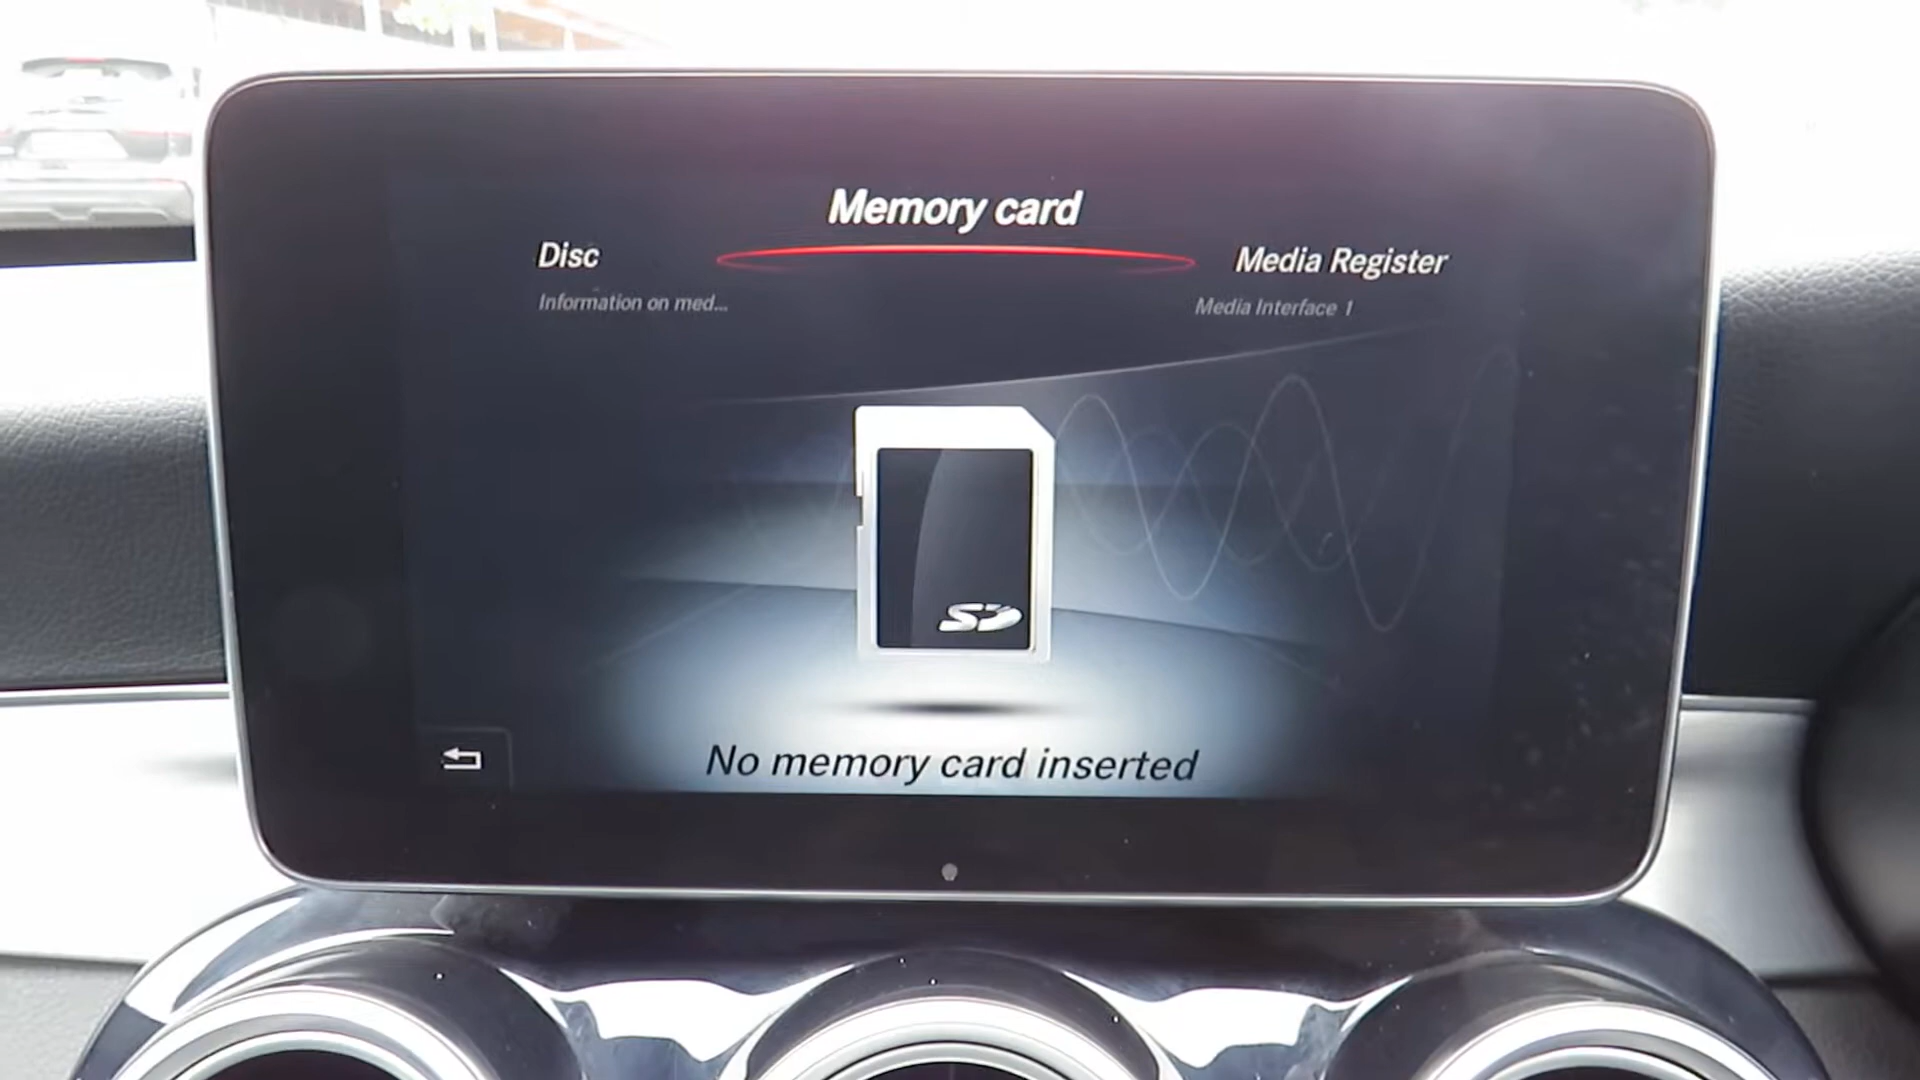 Memory card
Disc
Media Register
Information on med...
Media Interface 1
SD
No memory card inserted